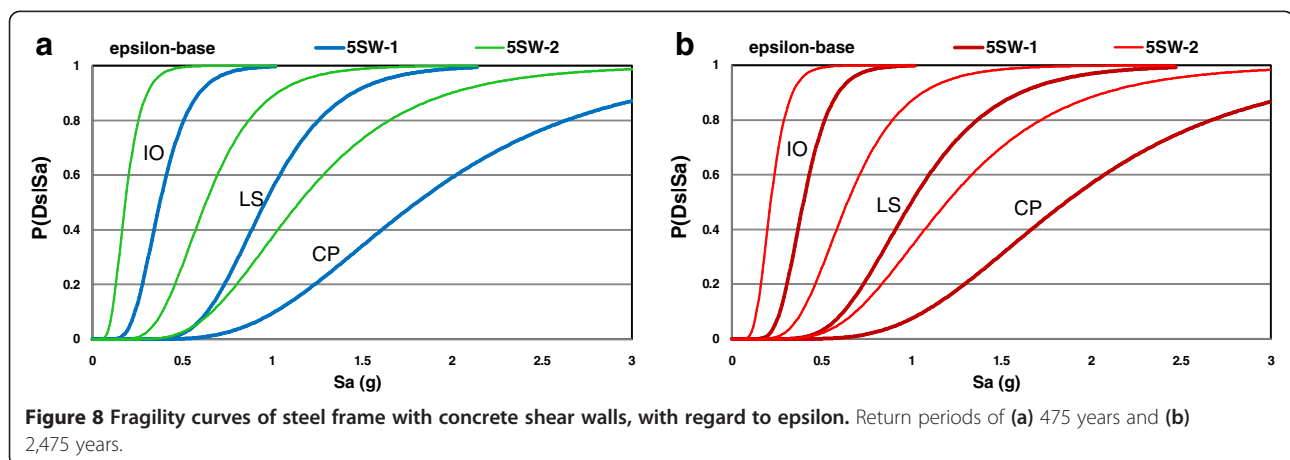 a
epsilon-base 5SW-1 5SW-2
1
0.8
0.6
0.4
0.2
0
P(Ds|Sa)
IO
LS
CP
0 0.5 1 1.5 2 2.5 3
Sa (g)
b
epsilon-base 5SW-1 5SW-2
1
0.8
0.6
0.4
0.2
0
P(Ds|Sa)
IO
LS
CP
0 0.5 1 1.5 2 2.5 3
Sa (g)
Figure 8 Fragility curves of steel frame with concrete shear walls, with regard to epsilon. Return periods of (a) 475 years and (b)
2,475 years.